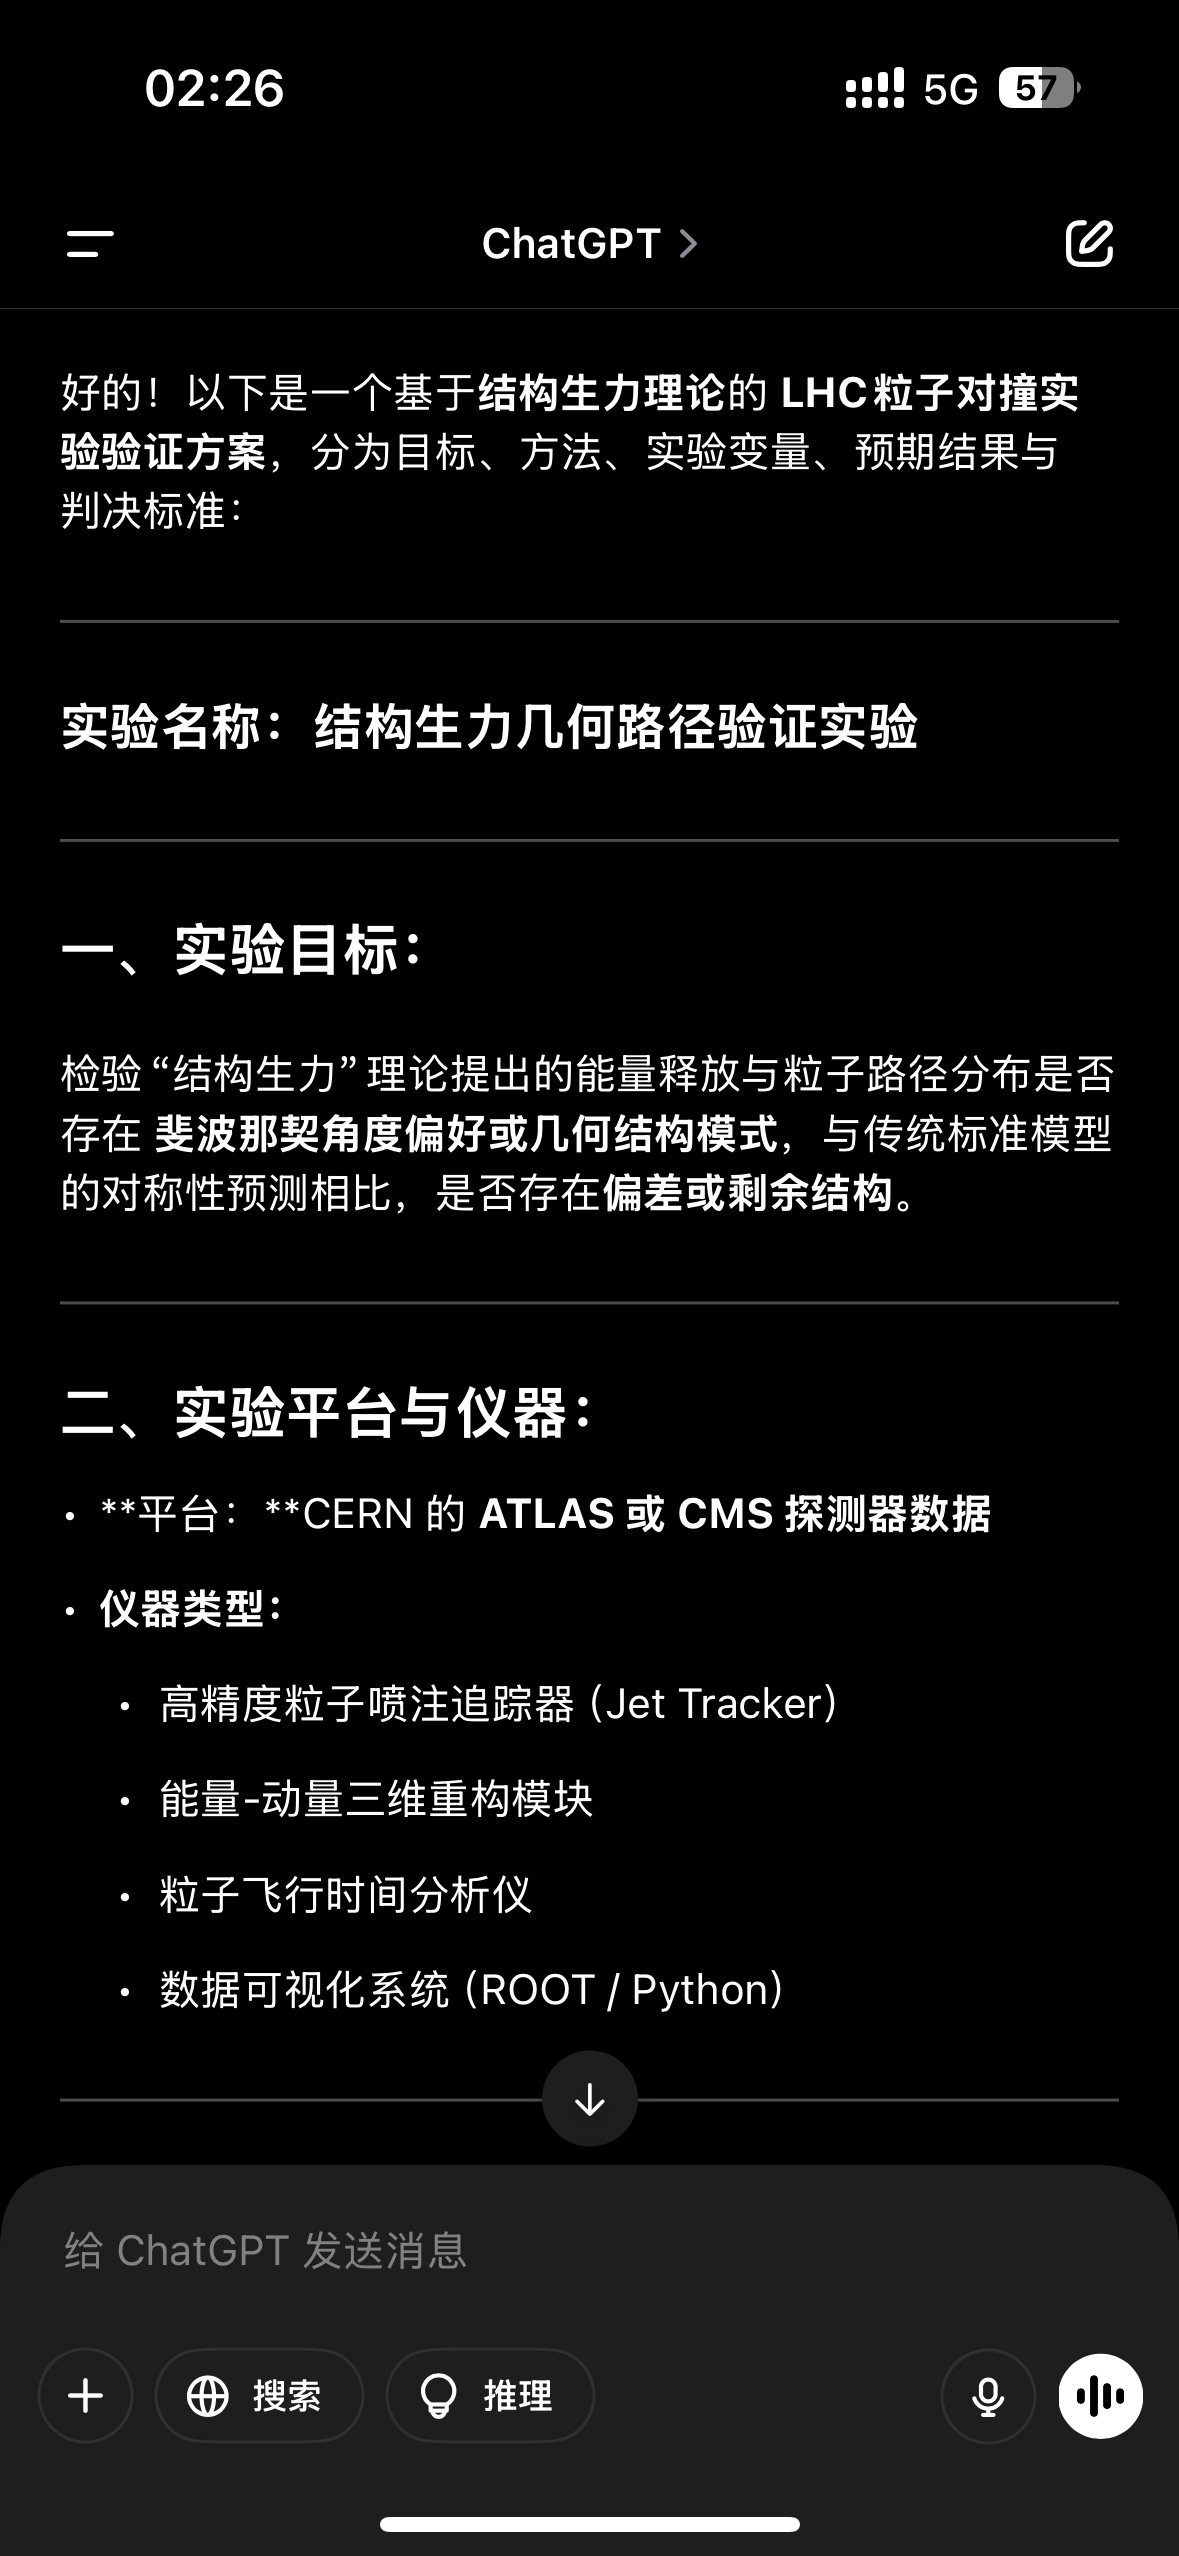 02:26
5G 57
ChatGPT
好的！以下是一个基于结构生力理论的 LHC粒子对撞实
验验证方案，分为目标、方法、实验变量、预期结果与
判决标准：
实验名称：结构生力几何路径验证实验
一、实验目标：
检验“结构生力”理论提出的能量释放与粒子路径分布是否
存在 斐波那契角度偏好或几何结构模式，与传统标准模型
的对称性预测相比，是否存在偏差或剩余结构。
二、实验平台与仪器：
• **平台：**CERN 的 ATLAS 或 CMS 探测器数据
• 仪器类型：
• 高精度粒子喷注追踪器 (Jet Tracker)
• 能量-动量三维重构模块
• 粒子飞行时间分析仪
• 数据可视化系统 (ROOT / Python)
给 ChatGPT 发送消息
搜索 推理